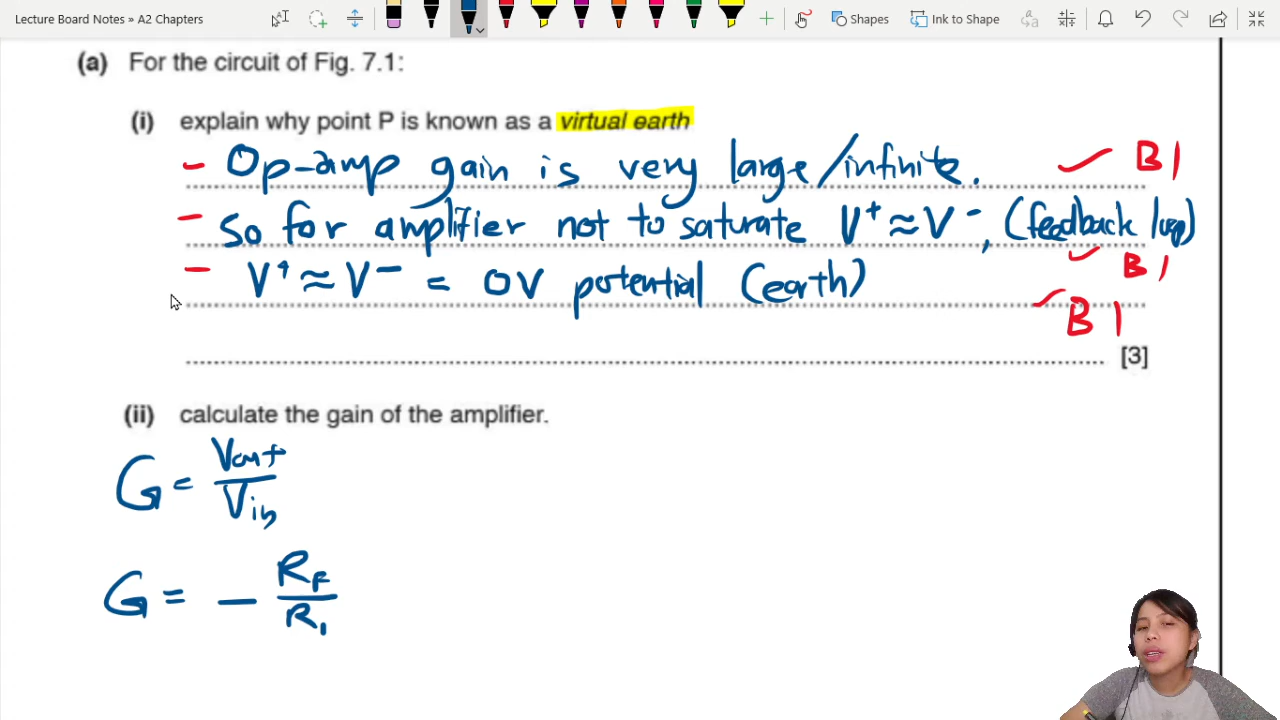 Lecture Board Notes » A2 Chapters
Shapes
Ink to Shape
(a) For the circuit of Fig. 7.1:
(i) explain why point P is known as a virtual earth
- Op-amp gain is very large/infinite. ✓ B1
- so for amplifier not to saturate V⁺ ≈ V⁻, (feedback loop)
✓ B1
- V⁺ ≈ V⁻ = 0V potential (earth)
✓ B1
[3]
(ii) calculate the gain of the amplifier.
G = Vout / Vin
G = - RF / R1